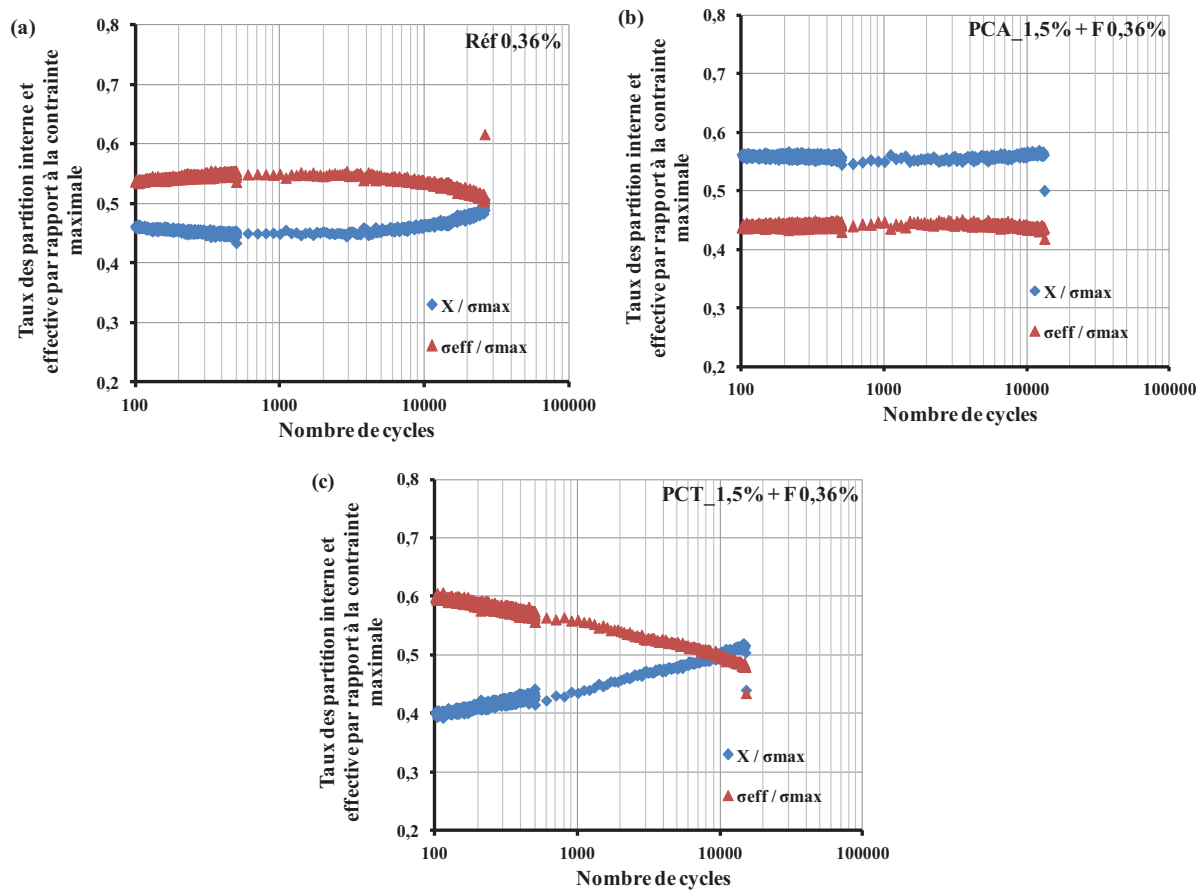 (a)
Réf 0,36%
Taux des partition interne et
effective par rapport à la contrainte
maximale
0,8
0,7
0,6
0,5
0,4
0,3
0,2
X / σmax
σeff / σmax
100
1000
10000
100000
Nombre de cycles
(b)
PCA_1,5% + F 0,36%
Taux des partition interne et
effective par rapport à la contrainte
maximale
0,8
0,7
0,6
0,5
0,4
0,3
0,2
X / σmax
σeff / σmax
100
1000
10000
100000
Nombre de cycles
(c)
PCT_1,5% + F 0,36%
Taux des partition interne et
effective par rapport à la contrainte
maximale
0,8
0,7
0,6
0,5
0,4
0,3
0,2
X / σmax
σeff / σmax
100
1000
10000
100000
Nombre de cycles